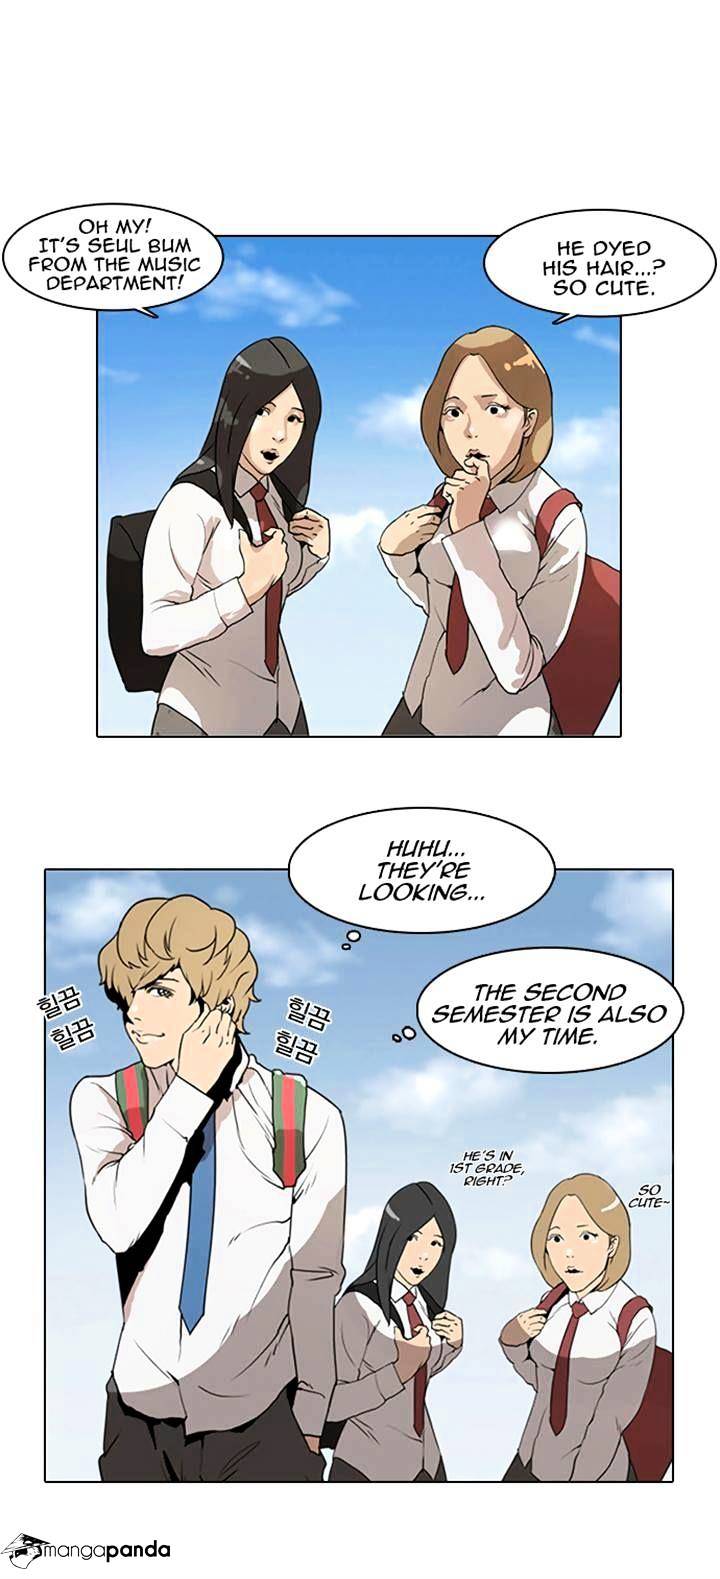 OH MY!
IT'S SEUL BUM
FROM THE MUSIC
DEPARTMENT!
HE DYED
HIS HAIR...?
SO CUTE.
HUHU...
THEY'RE
LOOKING...
THE SECOND
SEMESTER IS ALSO
MY TIME.
힐끔
힐끔
힐끔
힐끔
HE'S IN
1ST GRADE,
RIGHT?
SO
CUTE~
mangapanda